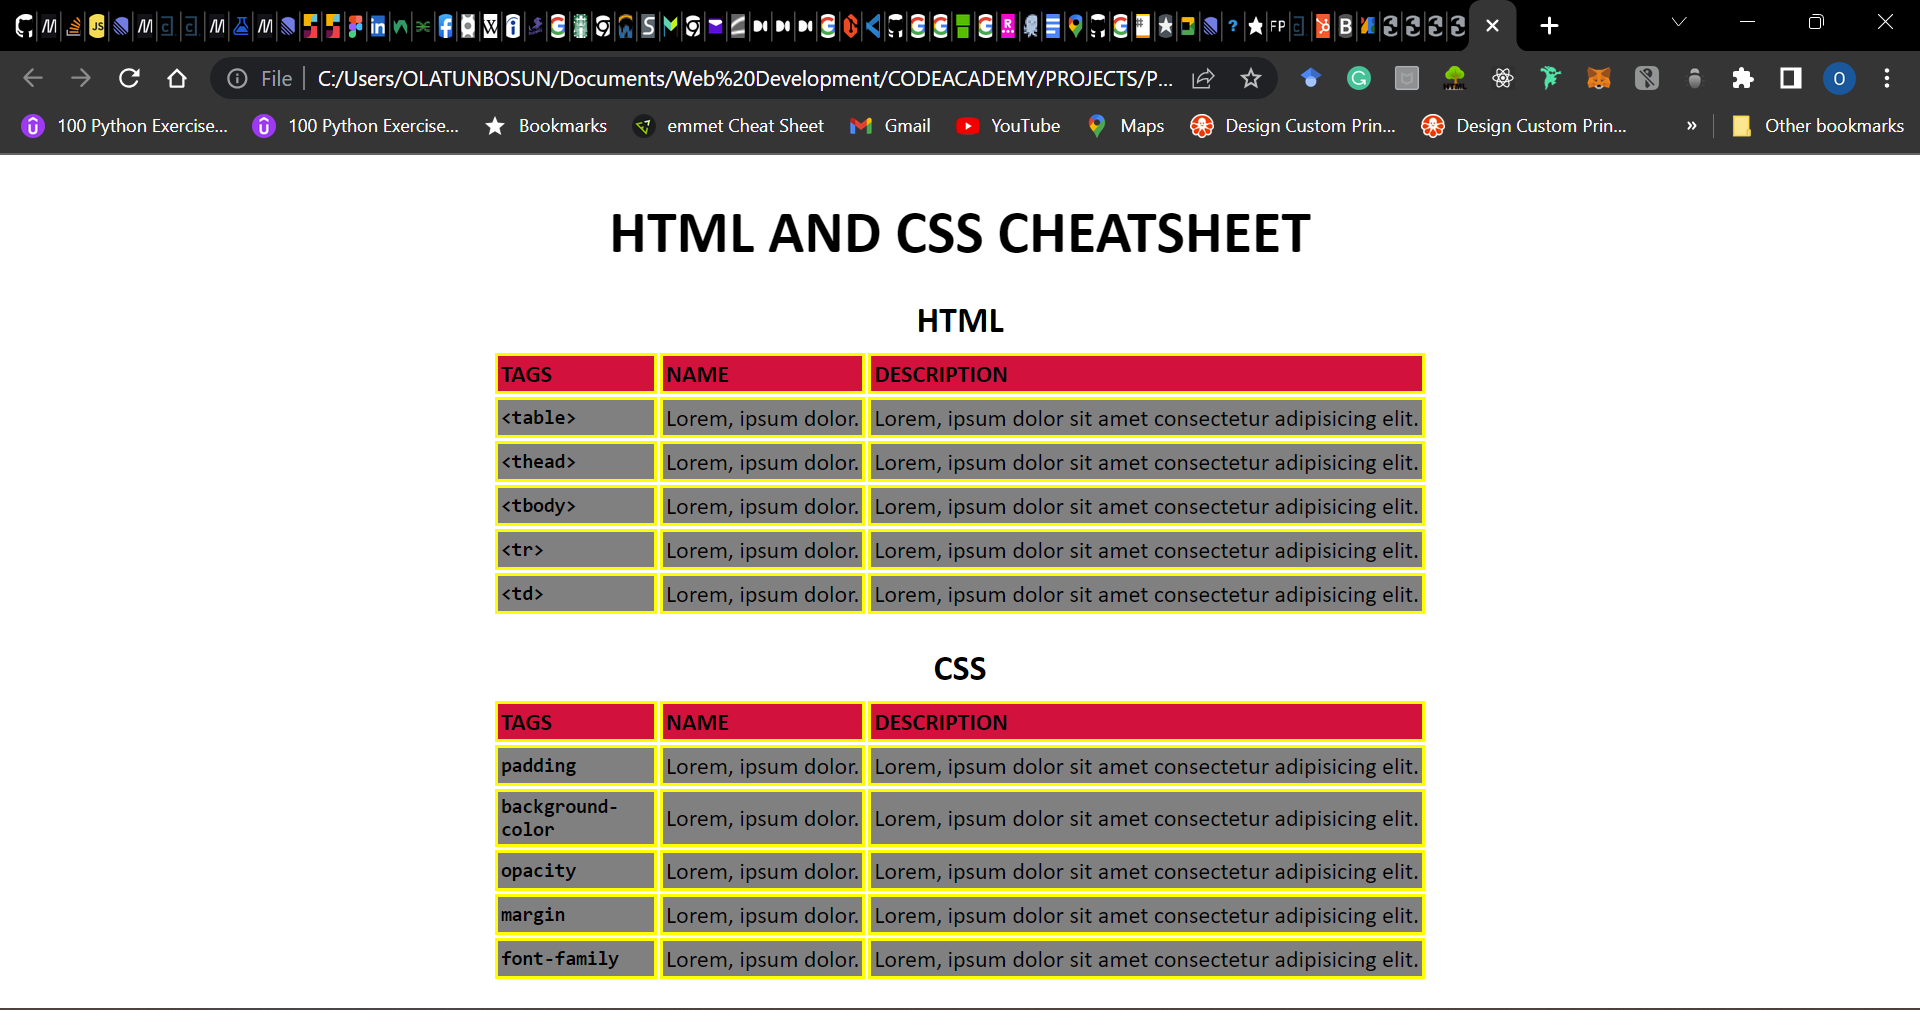 File C:/Users/OLATUNBOSUN/Documents/Web%20Development/CODEACADEMY/PROJECTS/P...
100 Python Exercise... 100 Python Exercise... Bookmarks emmet Cheat Sheet Gmail YouTube Maps Design Custom Prin... Design Custom Prin... » Other bookmarks
HTML AND CSS CHEATSHEET
HTML
TAGS NAME DESCRIPTION
<table> Lorem, ipsum dolor. Lorem, ipsum dolor sit amet consectetur adipisicing elit.
<thead> Lorem, ipsum dolor. Lorem, ipsum dolor sit amet consectetur adipisicing elit.
<tbody> Lorem, ipsum dolor. Lorem, ipsum dolor sit amet consectetur adipisicing elit.
<tr> Lorem, ipsum dolor. Lorem, ipsum dolor sit amet consectetur adipisicing elit.
<td> Lorem, ipsum dolor. Lorem, ipsum dolor sit amet consectetur adipisicing elit.
CSS
TAGS NAME DESCRIPTION
padding Lorem, ipsum dolor. Lorem, ipsum dolor sit amet consectetur adipisicing elit.
background-
color Lorem, ipsum dolor. Lorem, ipsum dolor sit amet consectetur adipisicing elit.
opacity Lorem, ipsum dolor. Lorem, ipsum dolor sit amet consectetur adipisicing elit.
margin Lorem, ipsum dolor. Lorem, ipsum dolor sit amet consectetur adipisicing elit.
font-family Lorem, ipsum dolor. Lorem, ipsum dolor sit amet consectetur adipisicing elit.